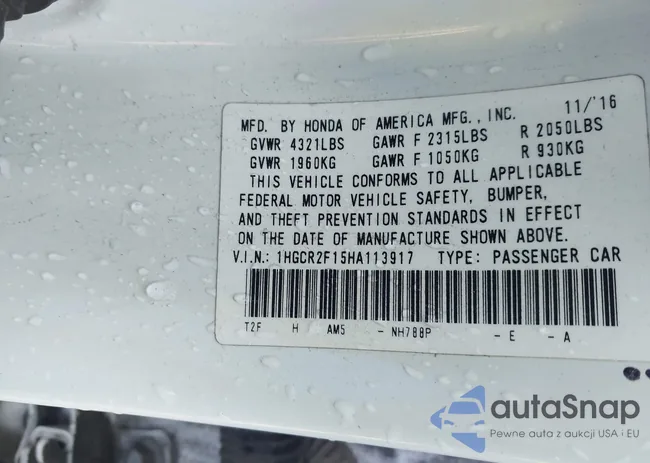 MFD. BY HONDA OF AMERICA MFG., INC. 11/'16
GVWR 4321LBS GAWR F 2315LBS R 2050LBS
GVWR 1960KG GAWR F 1050KG R 930KG
THIS VEHICLE CONFORMS TO ALL APPLICABLE
FEDERAL MOTOR VEHICLE SAFETY, BUMPER,
AND THEFT PREVENTION STANDARDS IN EFFECT
ON THE DATE OF MANUFACTURE SHOWN ABOVE.
V.I.N.: 1HGCR2F15HA113917 TYPE: PASSENGER CAR
T2F H AM5 - NH788P - E - A
autoSnap
Pewne auta z aukcji USA i EU